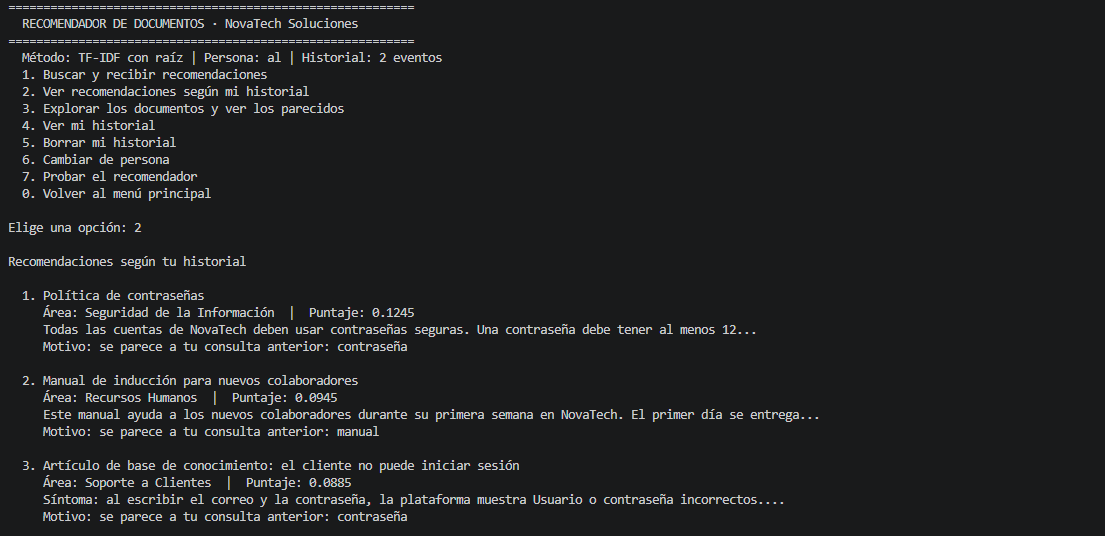 ==========================================================
RECOMENDADOR DE DOCUMENTOS · NovaTech Soluciones
==========================================================
Método: TF-IDF con raíz | Persona: al | Historial: 2 eventos
1. Buscar y recibir recomendaciones
2. Ver recomendaciones según mi historial
3. Explorar los documentos y ver los parecidos
4. Ver mi historial
5. Borrar mi historial
6. Cambiar de persona
7. Probar el recomendador
0. Volver al menú principal
Elige una opción: 2
Recomendaciones según tu historial
1. Política de contraseñas
Área: Seguridad de la Información | Puntaje: 0.1245
Todas las cuentas de NovaTech deben usar contraseñas seguras. Una contraseña debe tener al menos 12...
Motivo: se parece a tu consulta anterior: contraseña
2. Manual de inducción para nuevos colaboradores
Área: Recursos Humanos | Puntaje: 0.0945
Este manual ayuda a los nuevos colaboradores durante su primera semana en NovaTech. El primer día se entrega...
Motivo: se parece a tu consulta anterior: manual
3. Artículo de base de conocimiento: el cliente no puede iniciar sesión
Área: Soporte a Clientes | Puntaje: 0.0885
Síntoma: al escribir el correo y la contraseña, la plataforma muestra Usuario o contraseña incorrectos....
Motivo: se parece a tu consulta anterior: contraseña